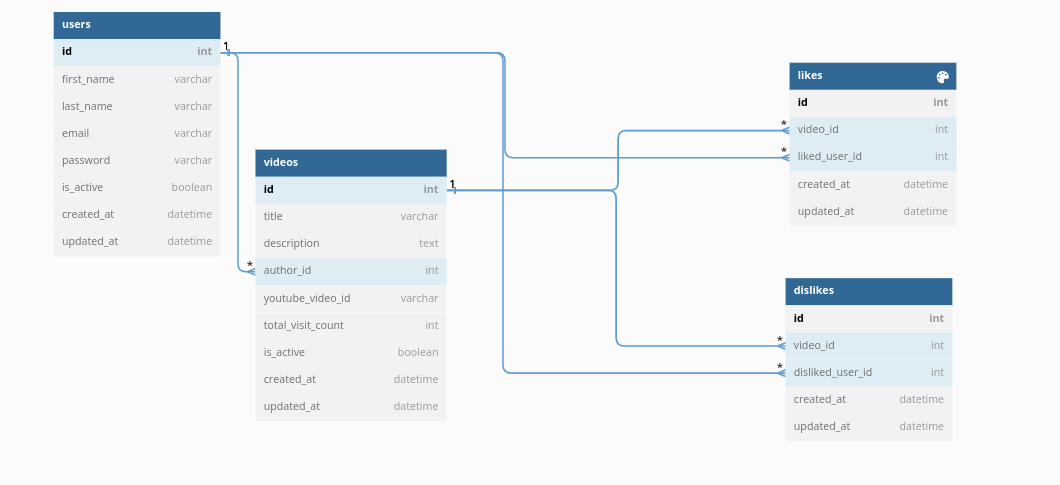 users
id int
first_name varchar
last_name varchar
email varchar
password varchar
is_active boolean
created_at datetime
updated_at datetime
1
videos
id int
title varchar
description text
author_id int
youtube_video_id varchar
total_visit_count int
is_active boolean
created_at datetime
updated_at datetime
*
1
likes
id int
video_id int
liked_user_id int
created_at datetime
updated_at datetime
*
*
dislikes
id int
video_id int
disliked_user_id int
created_at datetime
updated_at datetime
*
*